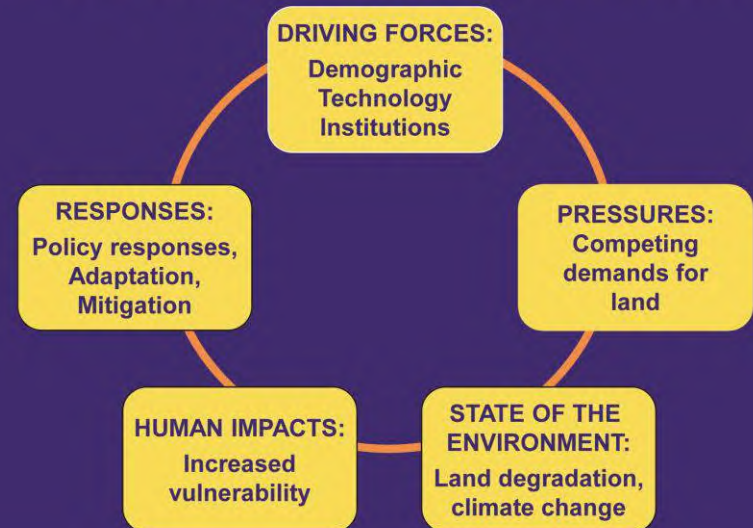 DRIVING FORCES:
Demographic
Technology
Institutions
PRESSURES:
Competing
demands for
land
STATE OF THE
ENVIRONMENT:
Land degradation,
climate change
HUMAN IMPACTS:
Increased
vulnerability
RESPONSES:
Policy responses,
Adaptation,
Mitigation